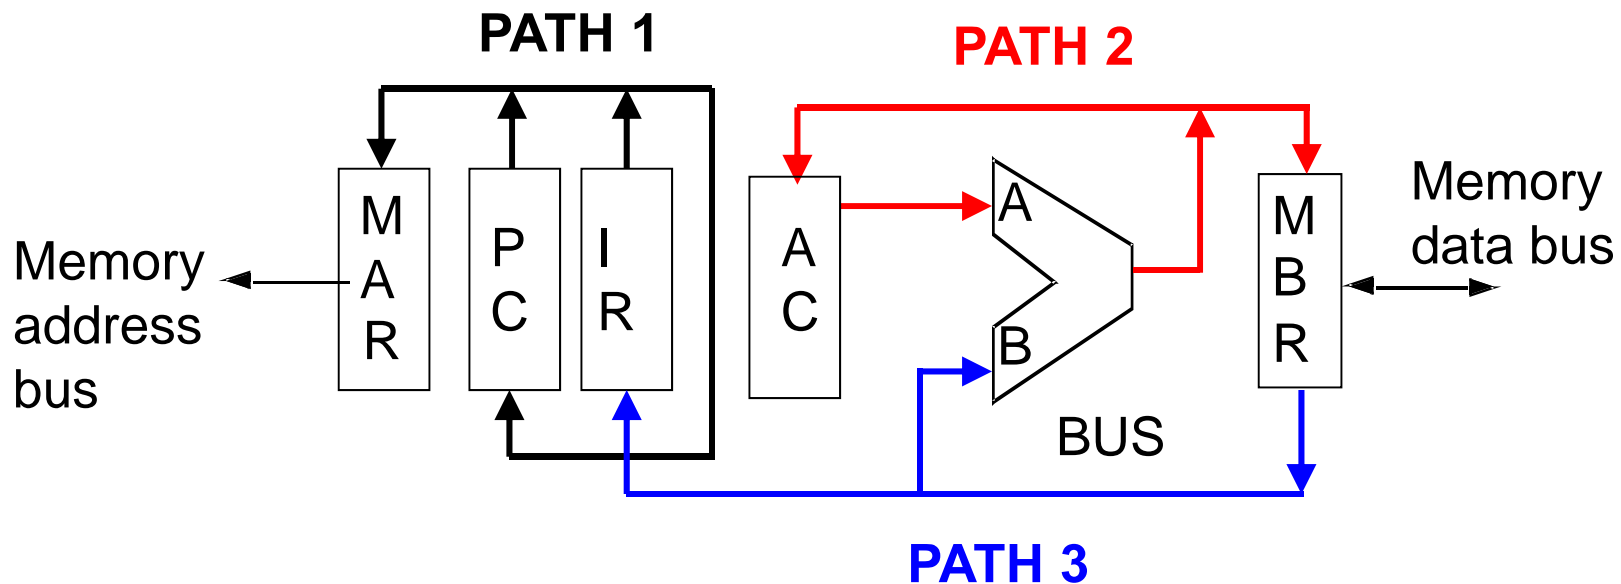 PATH 1
PATH 2
Memory
address
bus
M
A
R
P
C
I
R
A
C
A
B
BUS
M
B
R
Memory
data bus
PATH 3